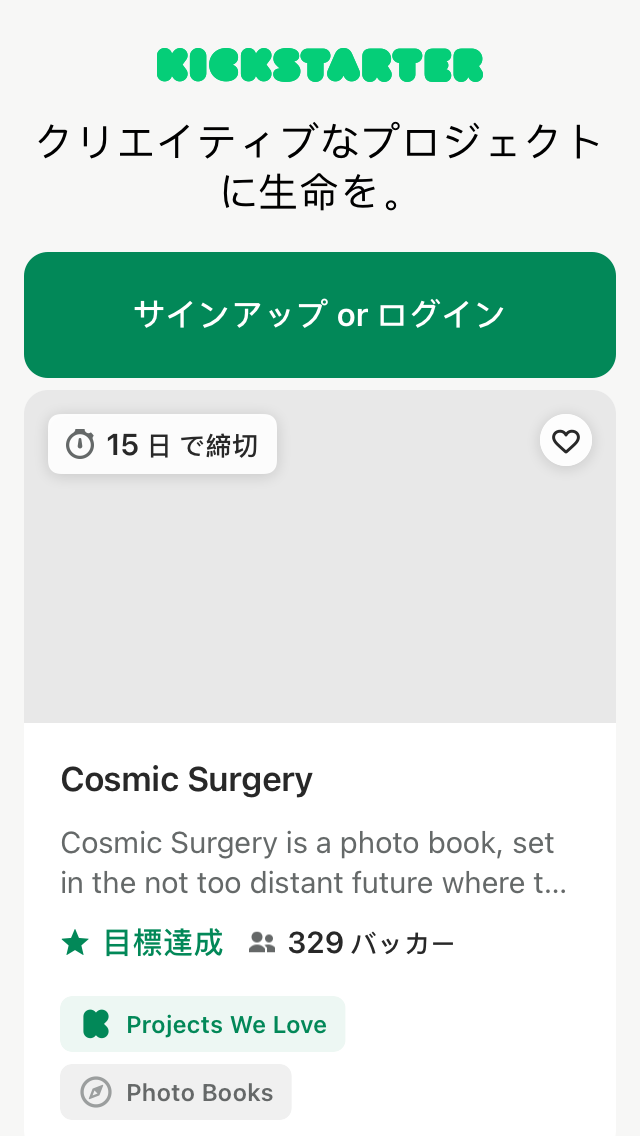 KICKSTARTER
クリエイティブなプロジェクト
に生命を。
サインアップ or ログイン
15 日 で締切
Cosmic Surgery
Cosmic Surgery is a photo book, set
in the not too distant future where t...
目標達成 329 バッカー
Projects We Love
Photo Books